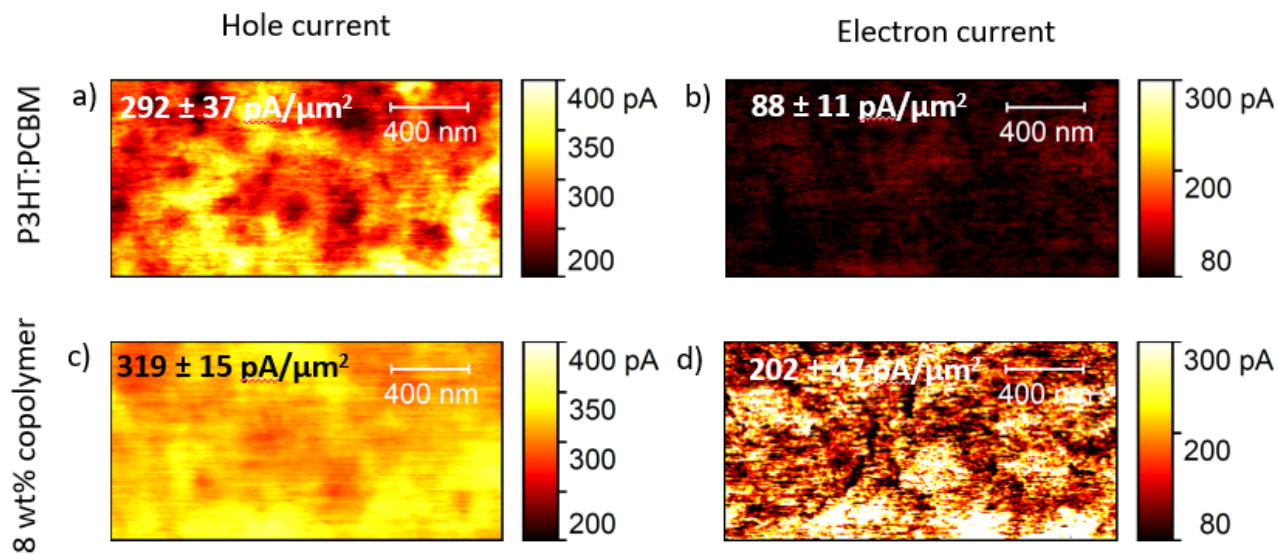 Hole current
Electron current
P3HT:PCBM
a)
292 ± 37 pA/μm²
400 nm
400 pA
350
300
200
b)
88 ± 11 pA/μm²
400 nm
300 pA
200
80
8 wt% copolymer
c)
319 ± 15 pA/μm²
400 nm
400 pA
350
300
200
d)
202 ± 47 pA/μm²
400 nm
300 pA
200
80